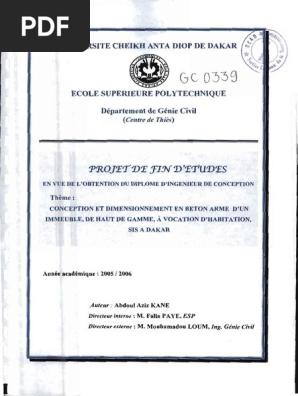 PDF
UNIVERSITE CHEIKH ANTA DIOP DE DAKAR
GC 0339
ECOLE SUPERIEURE POLYTECHNIQUE
Département de Génie Civil
(Centre de Thiès)
PROJET DE FIN D'ETUDES
EN VUE DE L'OBTENTION DU DIPLOME D'INGENIEUR DE CONCEPTION
Thème :
CONCEPTION ET DIMENSIONNEMENT EN BETON ARME D'UN
IMMEUBLE, DE HAUT DE GAMME, À VOCATION D'HABITATION,
SIS A DAKAR
Année académique : 2005 / 2006
Auteur : Abdoul Aziz KANE
Directeur interne : M. Falla PAYE, ESP
Directeur externe : M. Mouhamadou LOUM, Ing. Génie Civil